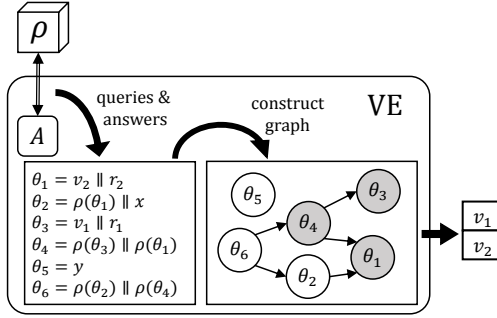 ρ
queries &
answers
construct
graph
VE
A
θ₁ = v₂ ∥ r₂
θ₂ = ρ(θ₁) ∥ x
θ₃ = v₁ ∥ r₁
θ₄ = ρ(θ₃) ∥ ρ(θ₁)
θ₅ = y
θ₆ = ρ(θ₂) ∥ ρ(θ₄)
θ₅
θ₃
θ₄
θ₆
θ₁
θ₂
v₁
v₂